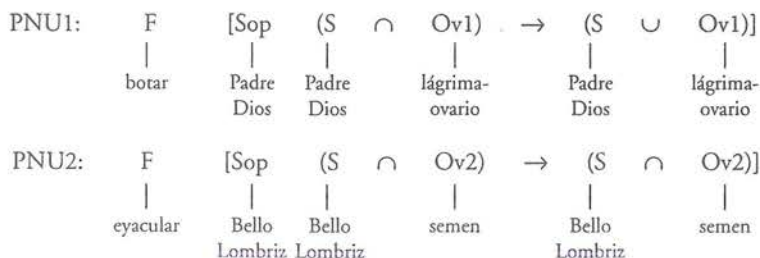 PNU1: F [Sop (S ∩ Ov1) → (S ∪ Ov1)]
botar Padre Padre lágrima- Padre lágrima-
Dios Dios ovario Dios ovario
PNU2: F [Sop (S ∩ Ov2) → (S ∩ Ov2)]
eyacular Bello Bello semen Bello semen
Lombriz Lombriz Lombriz